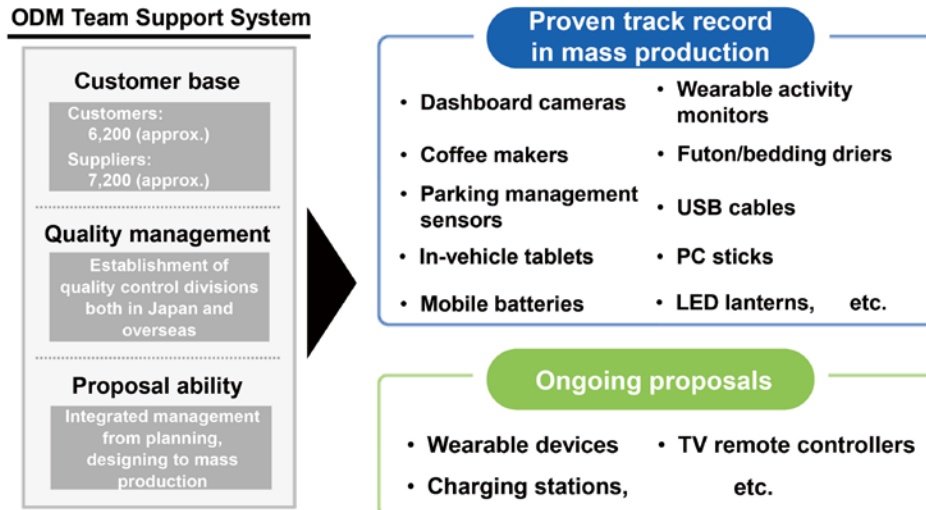 ODM Team Support System
Customer base
Customers:
6,200 (approx.)
Suppliers:
7,200 (approx.)
Quality management
Establishment of
quality control divisions
both in Japan and
overseas
Proposal ability
Integrated management
from planning,
designing to mass
production
Proven track record
in mass production
• Dashboard cameras
• Coffee makers
• Parking management
sensors
• In-vehicle tablets
• Mobile batteries
• Wearable activity
monitors
• Futon/bedding driers
• USB cables
• PC sticks
• LED lanterns, etc.
Ongoing proposals
• Wearable devices
• TV remote controllers
• Charging stations, etc.